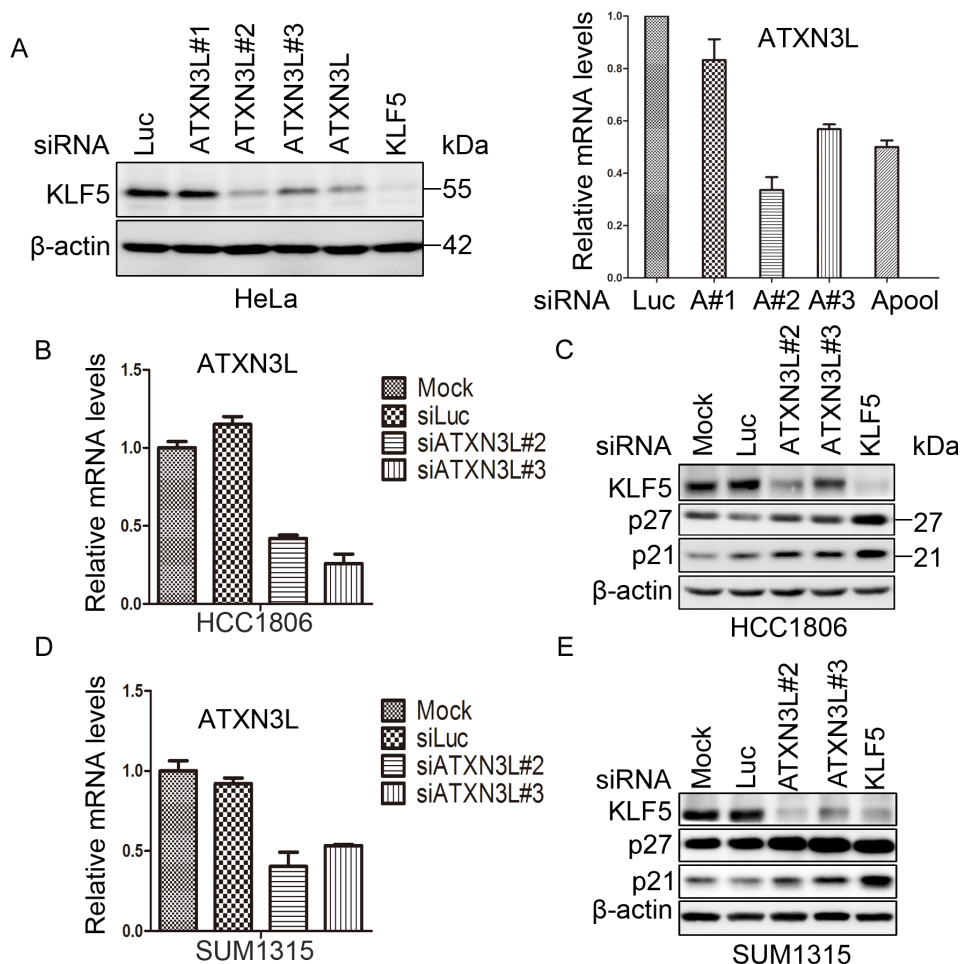 A
siRNA
Luc
ATXN3L#1
ATXN3L#2
ATXN3L#3
ATXN3L
KLF5
kDa
KLF5
55
β-actin
42
HeLa
ATXN3L
Relative mRNA levels
1.0
0.8
0.6
0.4
0.2
0.0
siRNA Luc A#1 A#2 A#3 Apool
B
ATXN3L
Relative mRNA levels
1.5
1.0
0.5
0.0
HCC1806
Mock
siLuc
siATXN3L#2
siATXN3L#3
C
siRNA
Mock
Luc
ATXN3L#2
ATXN3L#3
KLF5
kDa
KLF5
p27
27
p21
21
β-actin
HCC1806
D
ATXN3L
Relative mRNA levels
1.5
1.0
0.5
0.0
SUM1315
Mock
siLuc
siATXN3L#2
siATXN3L#3
E
siRNA
Mock
Luc
ATXN3L#2
ATXN3L#3
KLF5
KLF5
p27
p21
β-actin
SUM1315